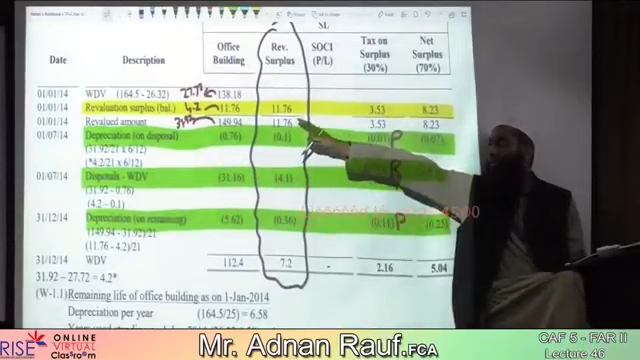 SL
Date Description Office Building Rev. Surplus SOCI (P/L) Tax on Surplus (30%) Net Surplus (70%)
01/01/14 WDV (164.5 - 26.32) 138.18
01/01/14 Revaluation surplus (bal.) 4.2 11.76 11.76 3.53 8.23
01/01/14 Revalued amount 149.94 11.76 3.53 8.23
01/07/14 Depreciation (on disposal) (0.76) (0.1) P (0.07)
(31.92/21 x 6/12)
(*4.2/21 x 6/12)
01/07/14 Disposals - WDV (31.16) (4.1) R
(31.92 - 0.76)
(4.2 – 0.1)
31/12/14 Depreciation (on remaining) (5.62) (0.36) (0.11) P (0.25)
(149.94 - 31.92)/21
(11.76 - 4.2)/21
31/12/14 WDV 112.4 7.2 - 2.16 5.04
31.92 – 27.72 = 4.2*
(W-1.1) Remaining life of office building as on 1-Jan-2014
Depreciation per year (164.5/25) = 6.58
RISE ONLINE VIRTUAL Classroom
Mr. Adnan Rauf.FCA
CAF 5 - FAR II
Lecture 46